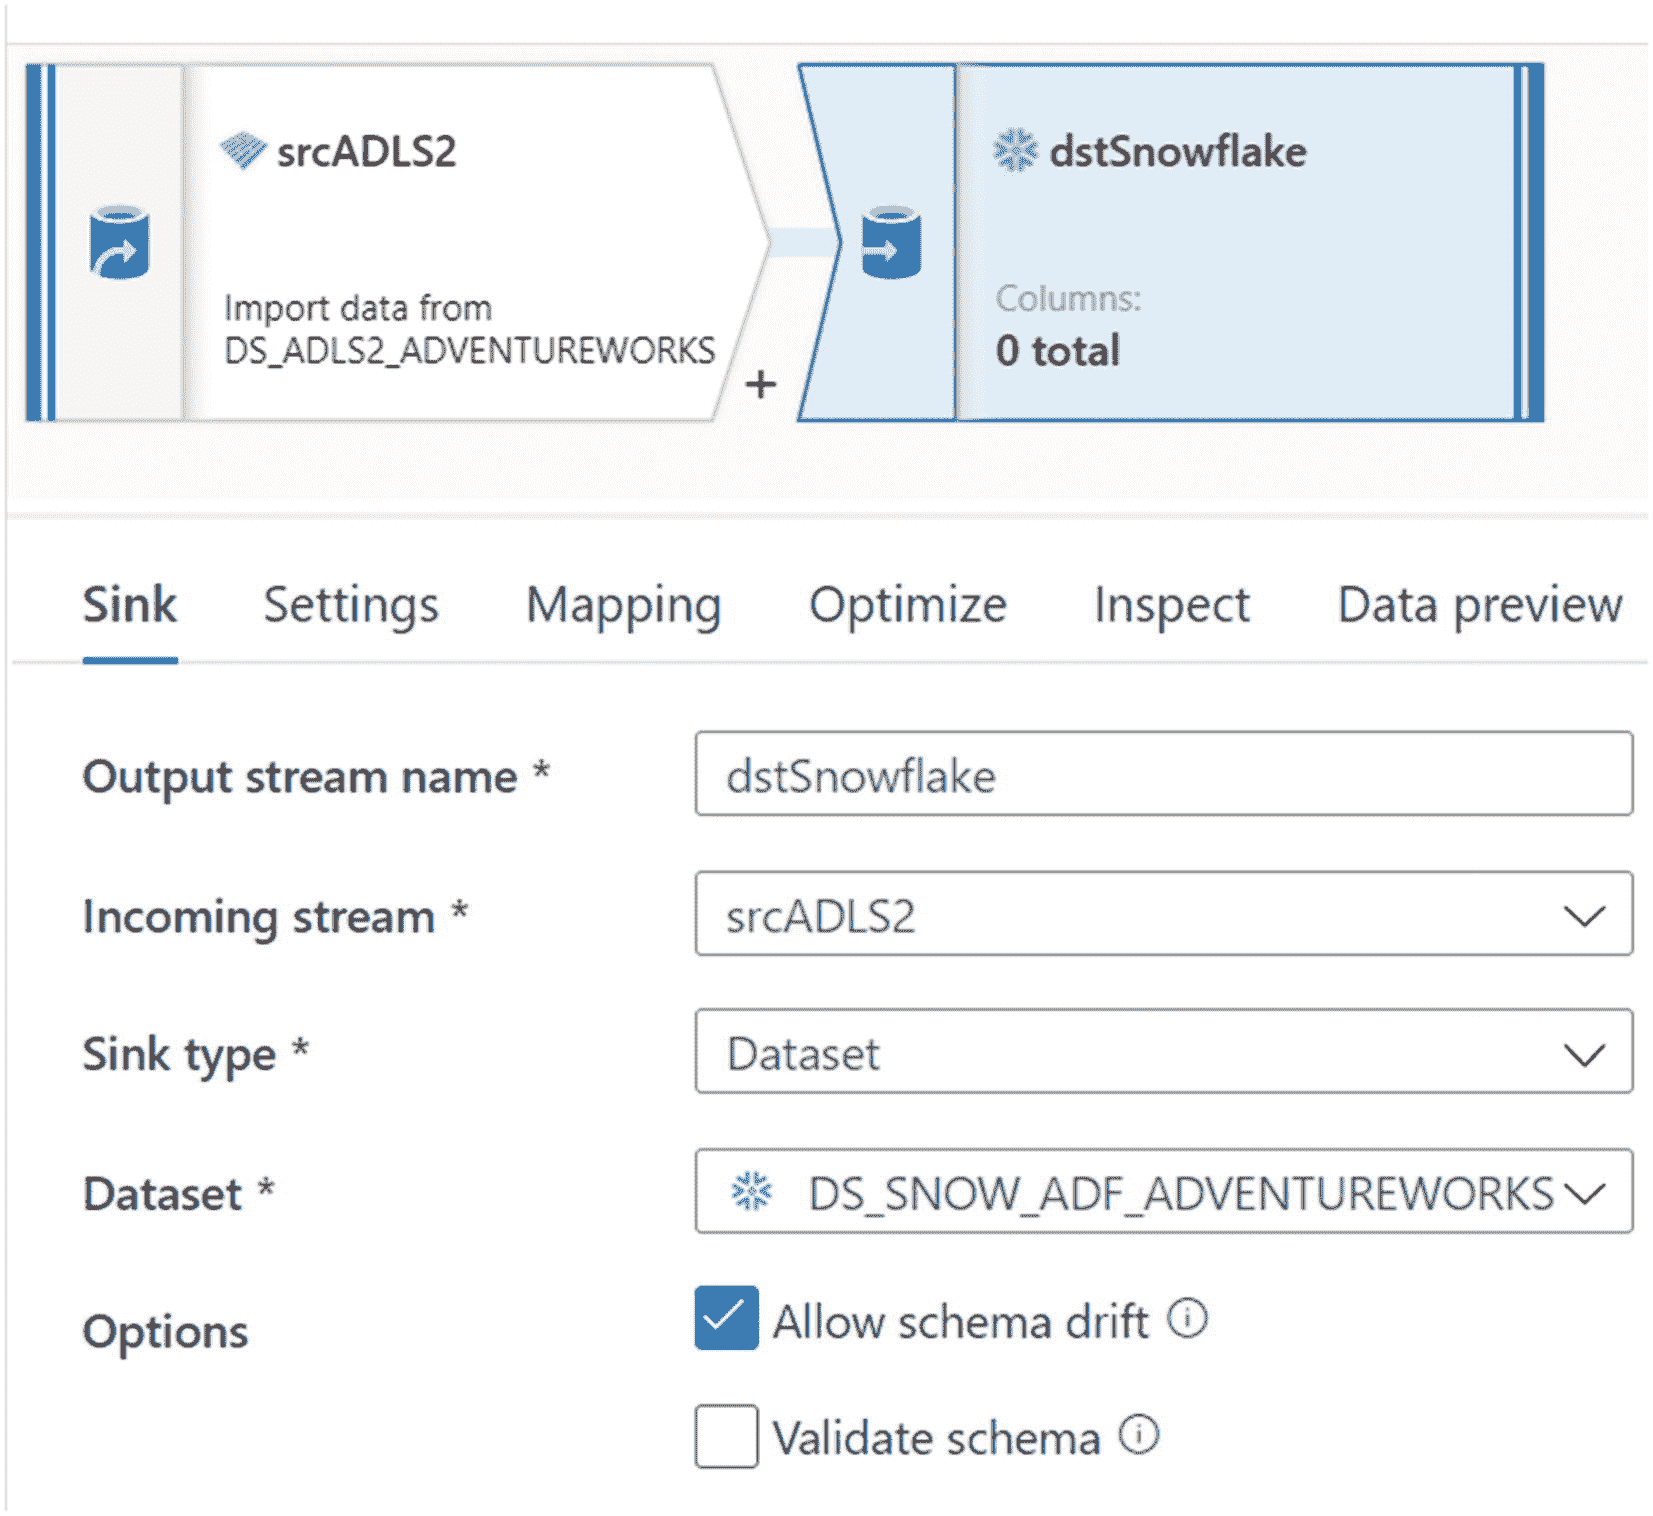 srcADLS2
Import data from
DS_ADLS2_ADVENTUREWORKS
+
dstSnowflake
Columns:
0 total
Sink Settings Mapping Optimize Inspect Data preview
Output stream name * dstSnowflake
Incoming stream * srcADLS2
Sink type * Dataset
Dataset * DS_SNOW_ADF_ADVENTUREWORKS
Options Allow schema drift
Validate schema